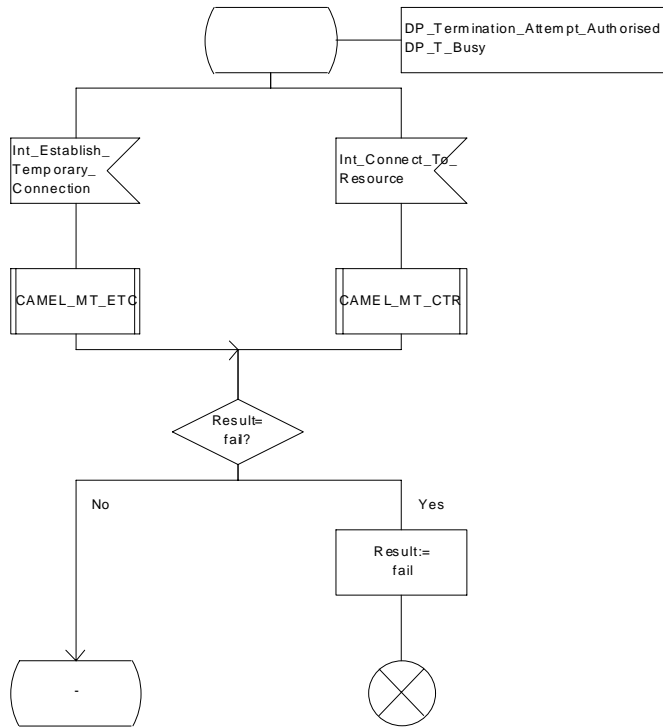 DP_Termination_Attempt_Authorised
DP_T_Busy
Int_Establish_
Temporary_
Connection
Int_Connect_To_
Resource
CAMEL_MT_ETC
CAMEL_MT_CTR
Result=
fail?
No
Yes
Result:=
fail
-